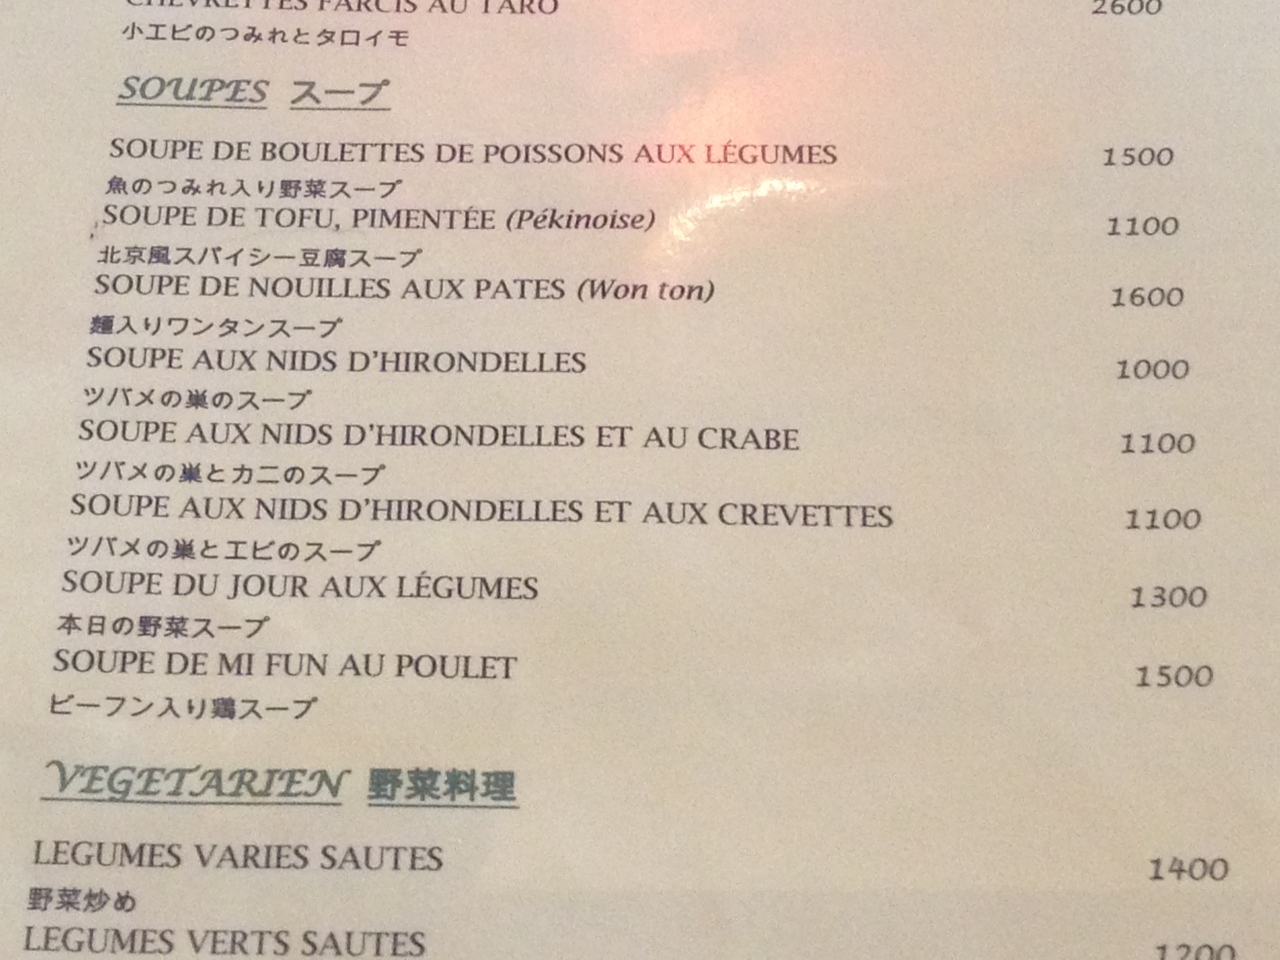 CHEVRETTES FARCIS AU TARO 2600
小エビのつみれとタロイモ
SOUPES スープ
SOUPE DE BOULETTES DE POISSONS AUX LÉGUMES 1500
魚のつみれ入り野菜スープ
SOUPE DE TOFU, PIMENTÉE (Pékinoise) 1100
北京風スパイシー豆腐スープ
SOUPE DE NOUILLES AUX PATES (Won ton) 1600
麺入りワンタンスープ
SOUPE AUX NIDS D'HIRONDELLES 1000
ツバメの巣のスープ
SOUPE AUX NIDS D'HIRONDELLES ET AU CRABE 1100
ツバメの巣とカニのスープ
SOUPE AUX NIDS D'HIRONDELLES ET AUX CREVETTES 1100
ツバメの巣とエビのスープ
SOUPE DU JOUR AUX LÉGUMES 1300
本日の野菜スープ
SOUPE DE MI FUN AU POULET 1500
ビーフン入り鶏スープ
VEGETARIEN 野菜料理
LEGUMES VARIES SAUTES 1400
野菜炒め
LEGUMES VERTS SAUTES 1200